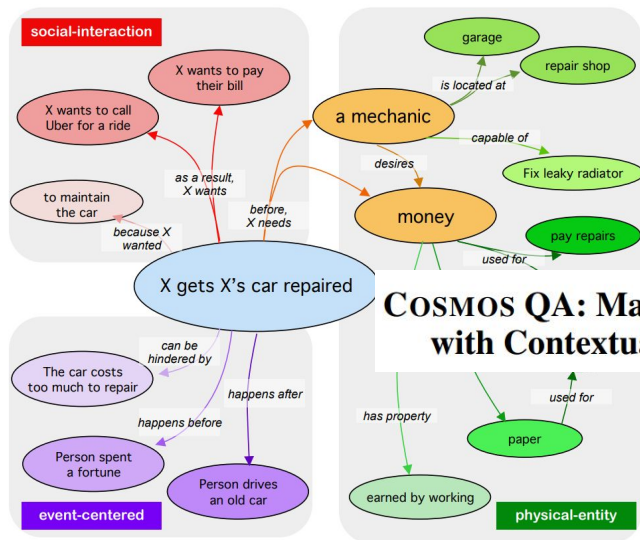 social-interaction
X wants to pay
their bill
X wants to call
Uber for a ride
to maintain
the car
as a result,
X wants
because X
wanted
before,
X needs
garage
repair shop
is located at
a mechanic
capable of
desires
Fix leaky radiator
money
pay repairs
used for
X gets X's car repaired
COSMOS QA: Ma
with Contextua
can be
hindered by
The car costs
too much to repair
happens after
happens before
has property
used for
paper
Person spent
a fortune
Person drives
an old car
earned by working
event-centered
physical-entity